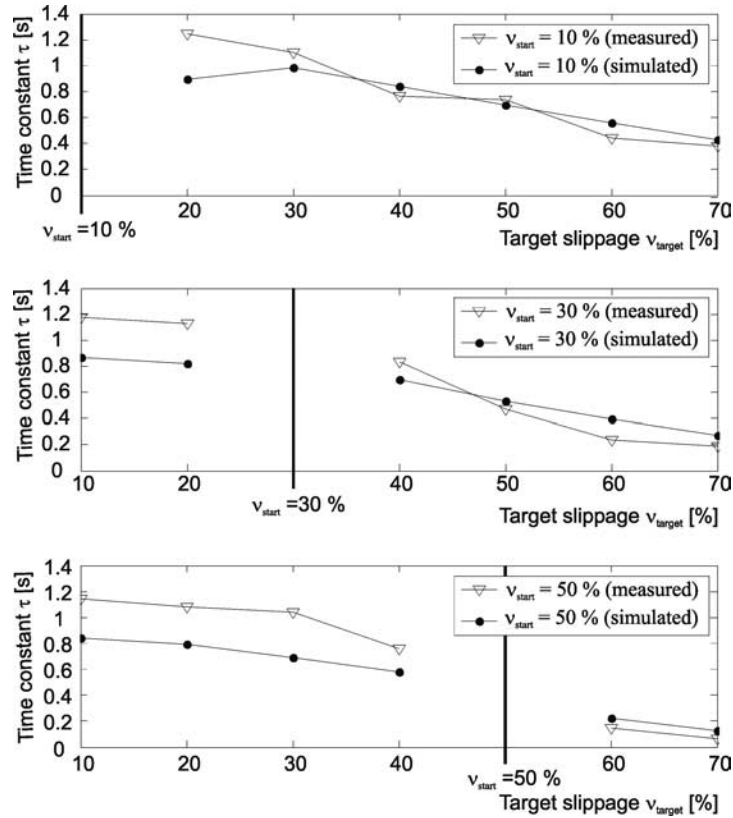 1.4
1.2
1
0.8
0.6
0.4
0.2
0
Time constant τ [s]
ν_start = 10 % (measured)
ν_start = 10 % (simulated)
20 30 40 50 60 70
ν_start =10 %
Target slippage ν_target [%]
1.4
1.2
1
0.8
0.6
0.4
0.2
0
Time constant τ [s]
ν_start = 30 % (measured)
ν_start = 30 % (simulated)
10 20 40 50 60 70
ν_start =30 %
Target slippage ν_target [%]
1.4
1.2
1
0.8
0.6
0.4
0.2
0
Time constant τ [s]
ν_start = 50 % (measured)
ν_start = 50 % (simulated)
10 20 30 40 60 70
ν_start =50 %
Target slippage ν_target [%]